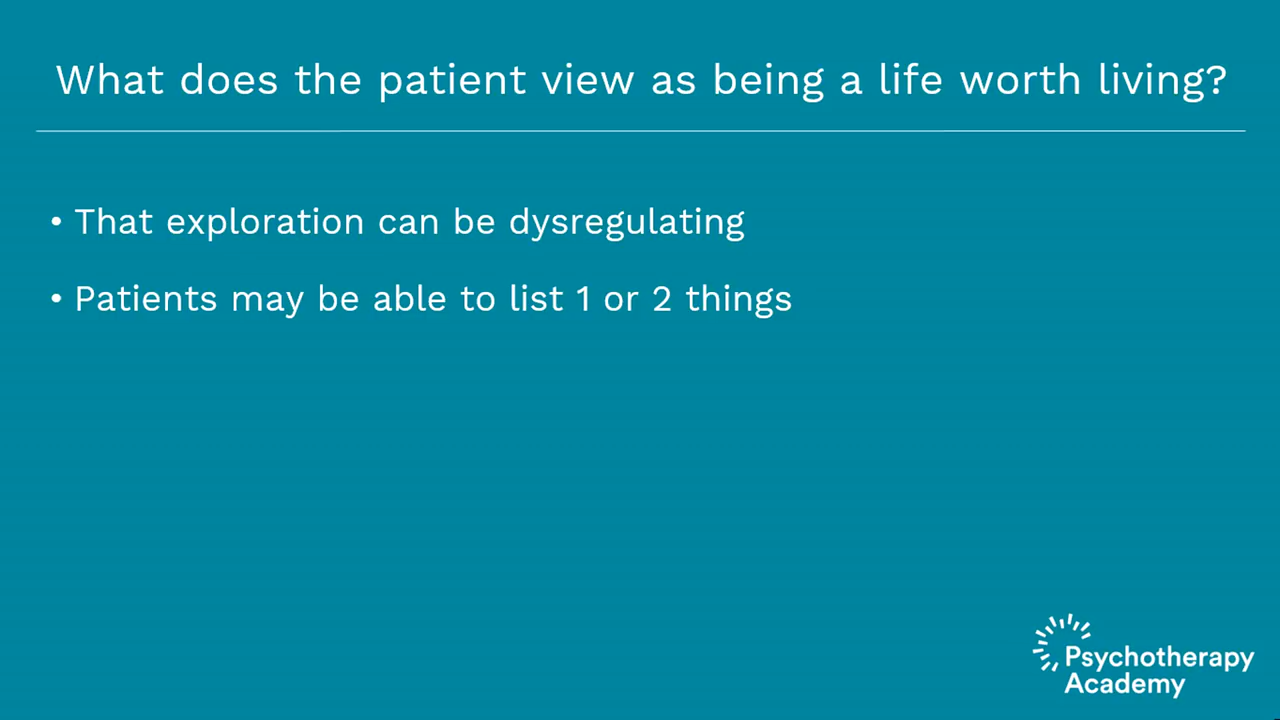 What does the patient view as being a life worth living?
• That exploration can be dysregulating
• Patients may be able to list 1 or 2 things
Psychotherapy
Academy